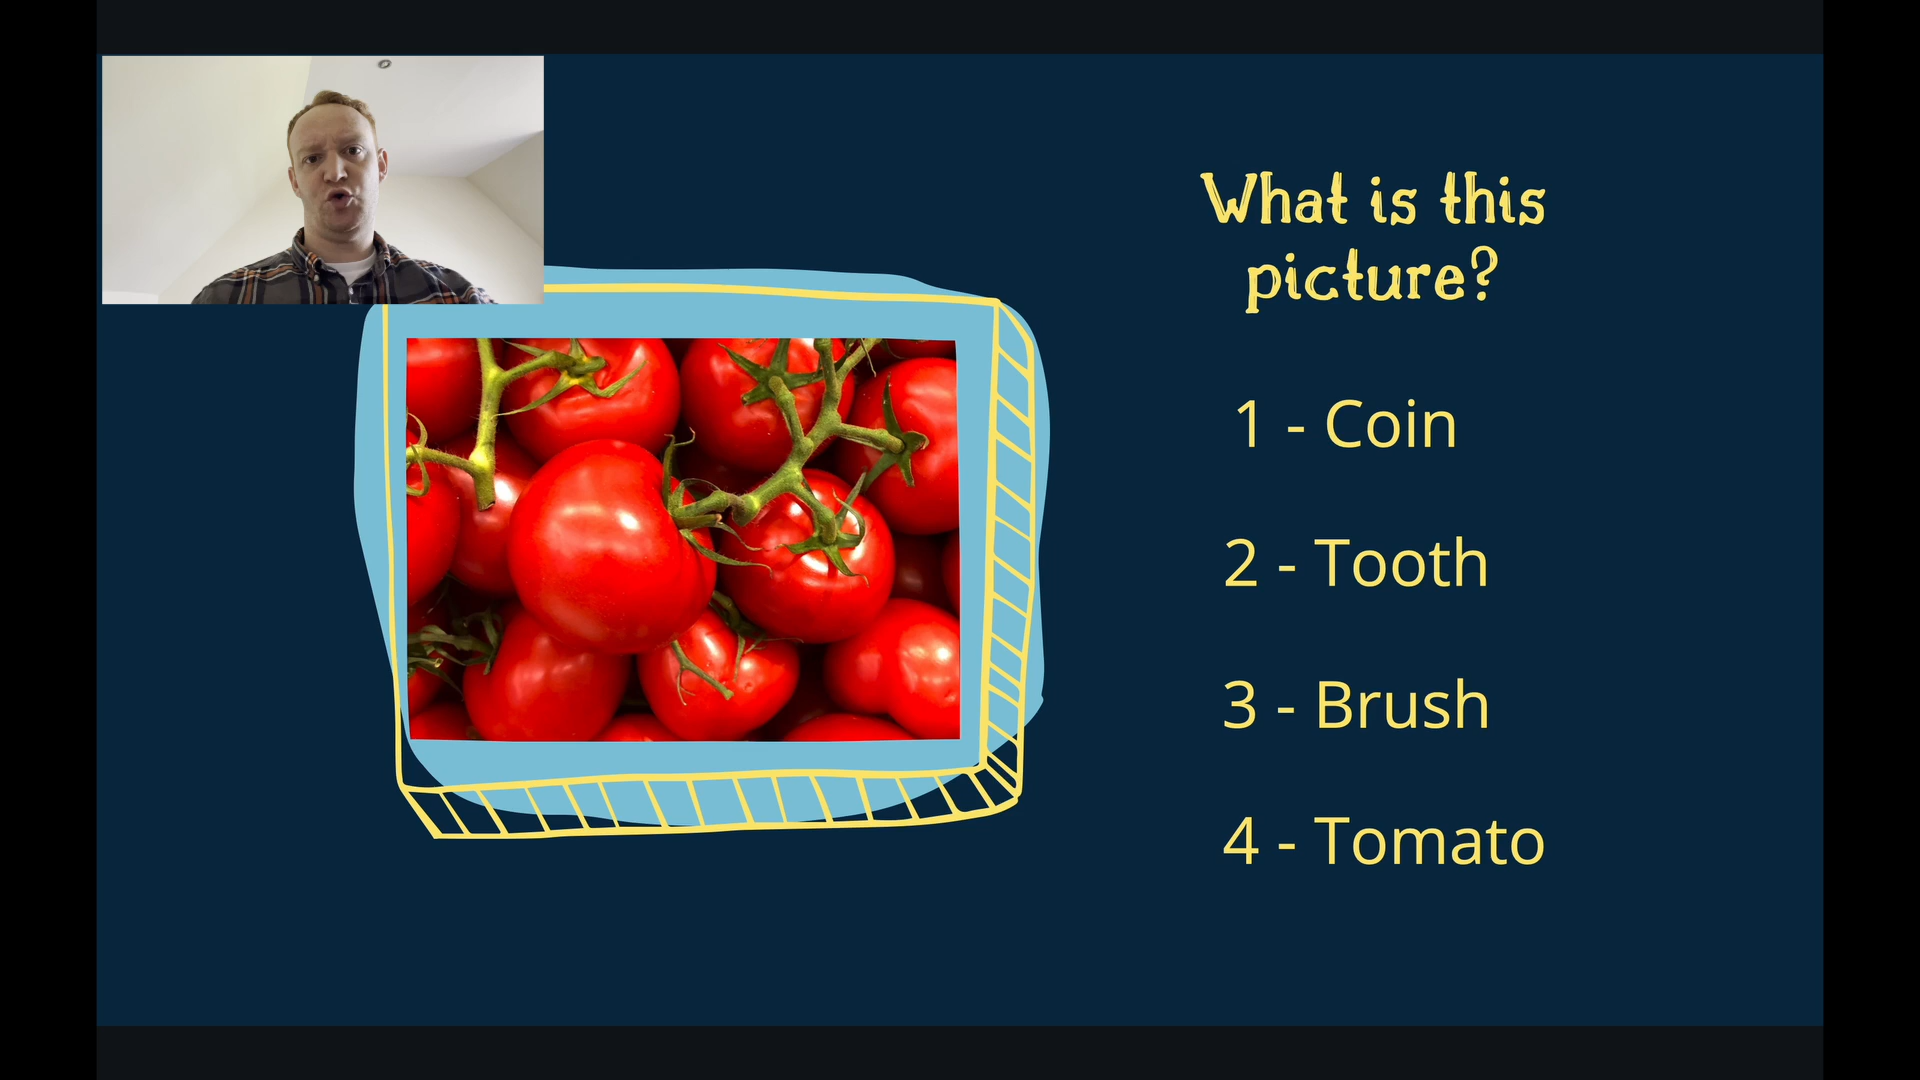 What is this
picture?
1 - Coin
2 - Tooth
3 - Brush
4 - Tomato